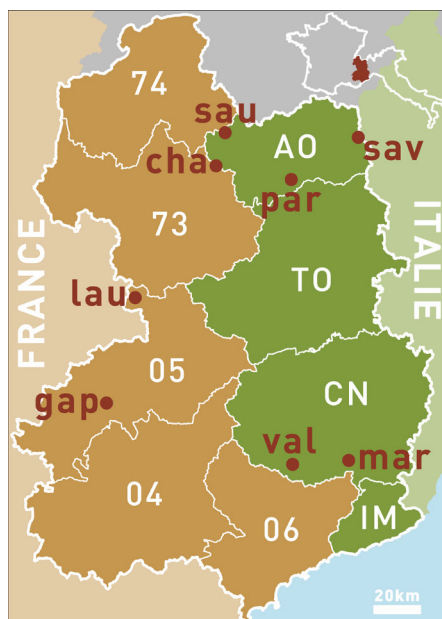 74
sau
AO
sav
cha
par
73
TO
FRANCE
ITALIE
lau
05
gap
CN
val
mar
04
06
IM
20km